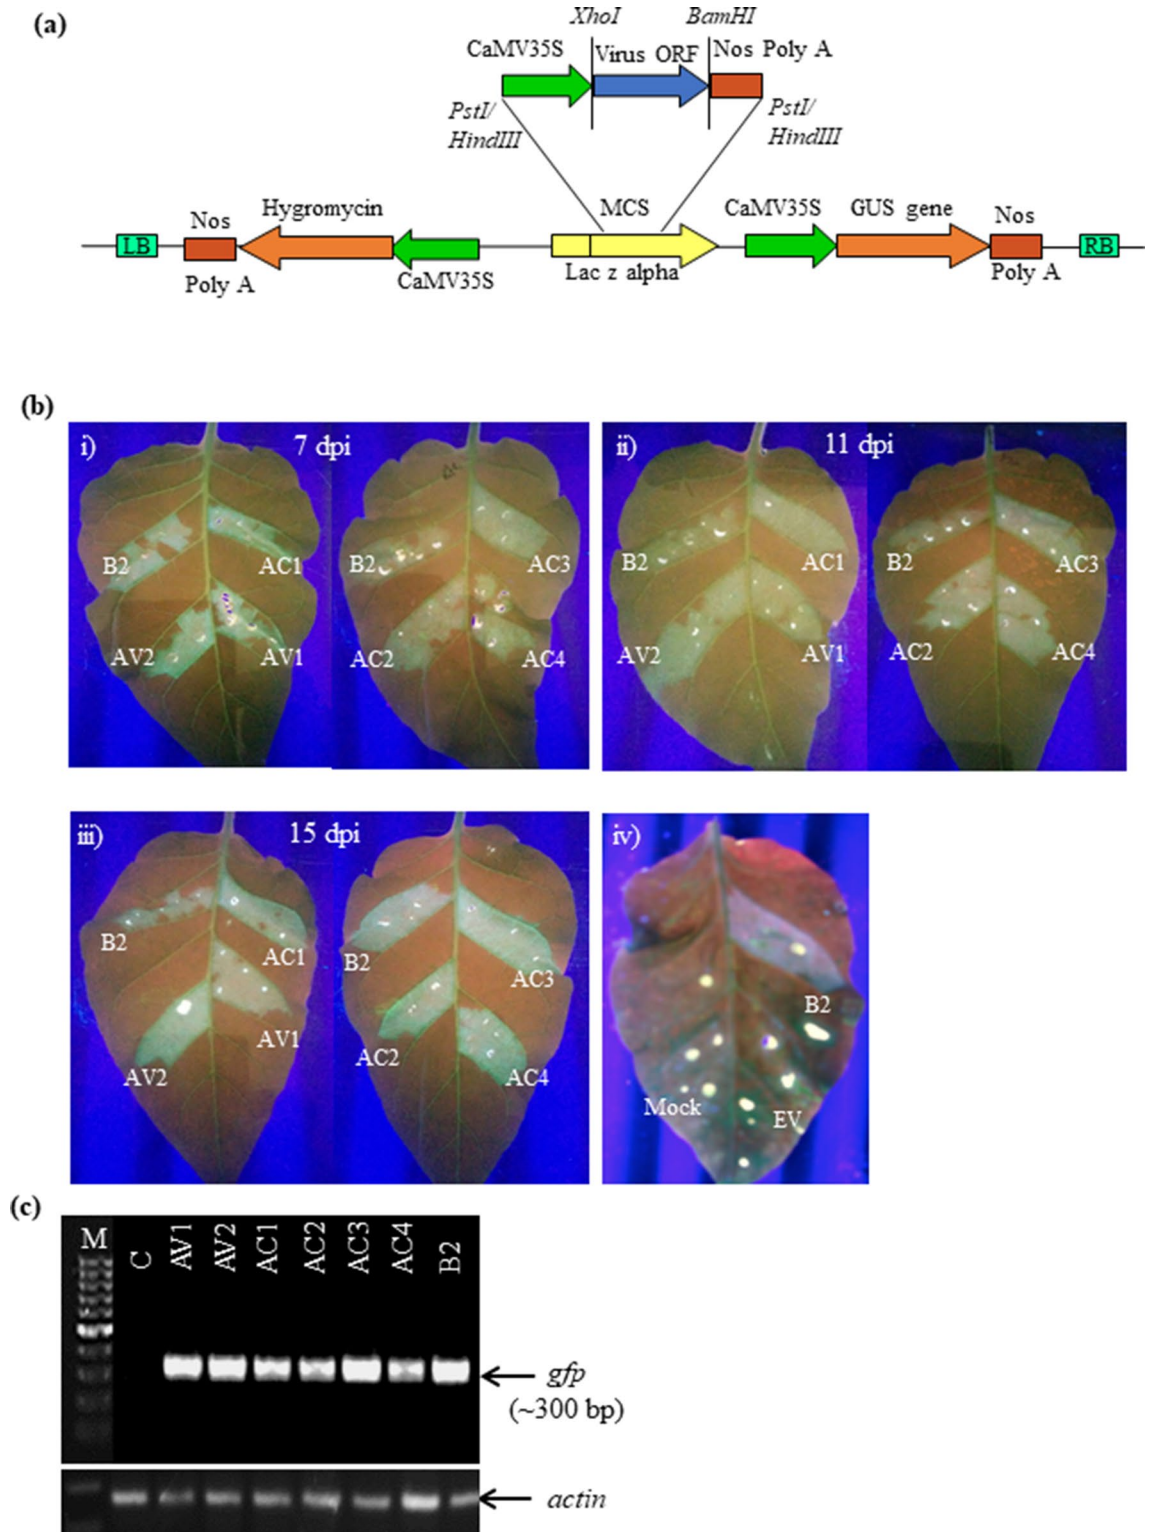 (a)
XhoI BamHI
CaMV35S Virus ORF Nos Poly A
PstI/ HindIII
PstI/ HindIII
Nos Hygromycin MCS CaMV35S GUS gene Nos
LB RB
Poly A CaMV35S Lac z alpha Poly A
(b)
i) 7 dpi
B2 AC1 B2 AC3
AV2 AV1 AC2 AC4
ii) 11 dpi
B2 AC1 B2 AC3
AV2 AV1 AC2 AC4
iii) 15 dpi
B2 AC1 B2 AC3
AV2 AV1 AC2 AC4
iv)
B2
Mock EV
(c)
M C AV1 AV2 AC1 AC2 AC3 AC4 B2
gfp
(~300 bp)
actin